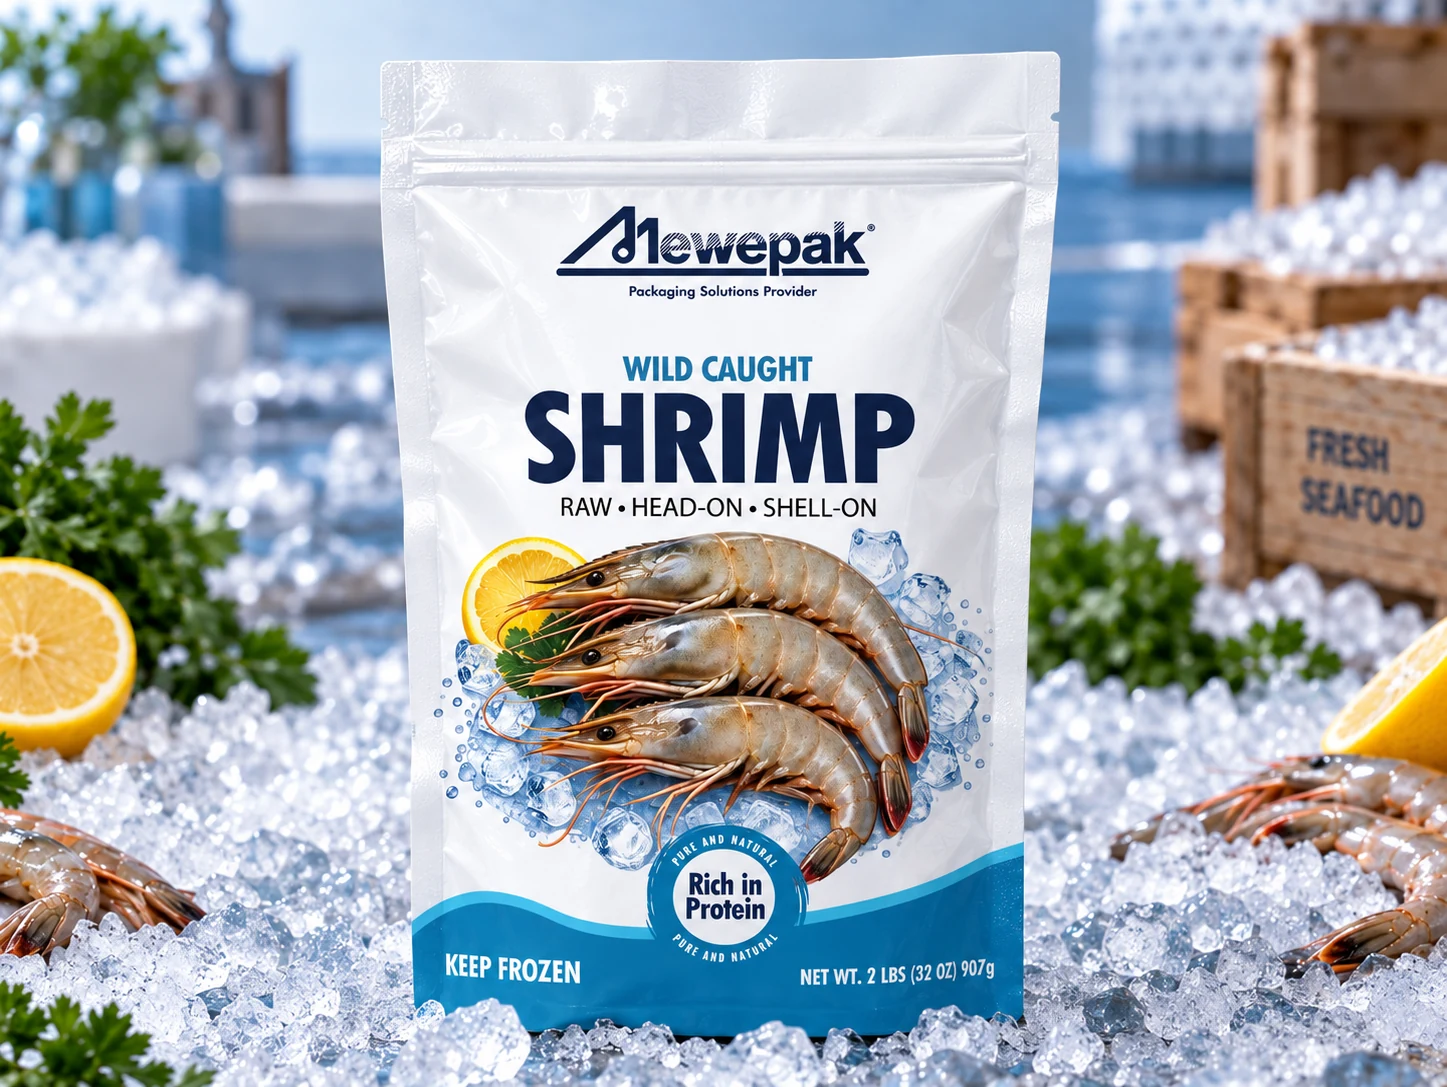 Mewepak®
Packaging Solutions Provider
WILD CAUGHT
SHRIMP
RAW • HEAD-ON • SHELL-ON
PURE AND NATURAL
Rich in
Protein
PURE AND NATURAL
KEEP FROZEN
NET WT. 2 LBS (32 OZ) 907g
FRESH
SEAFOOD